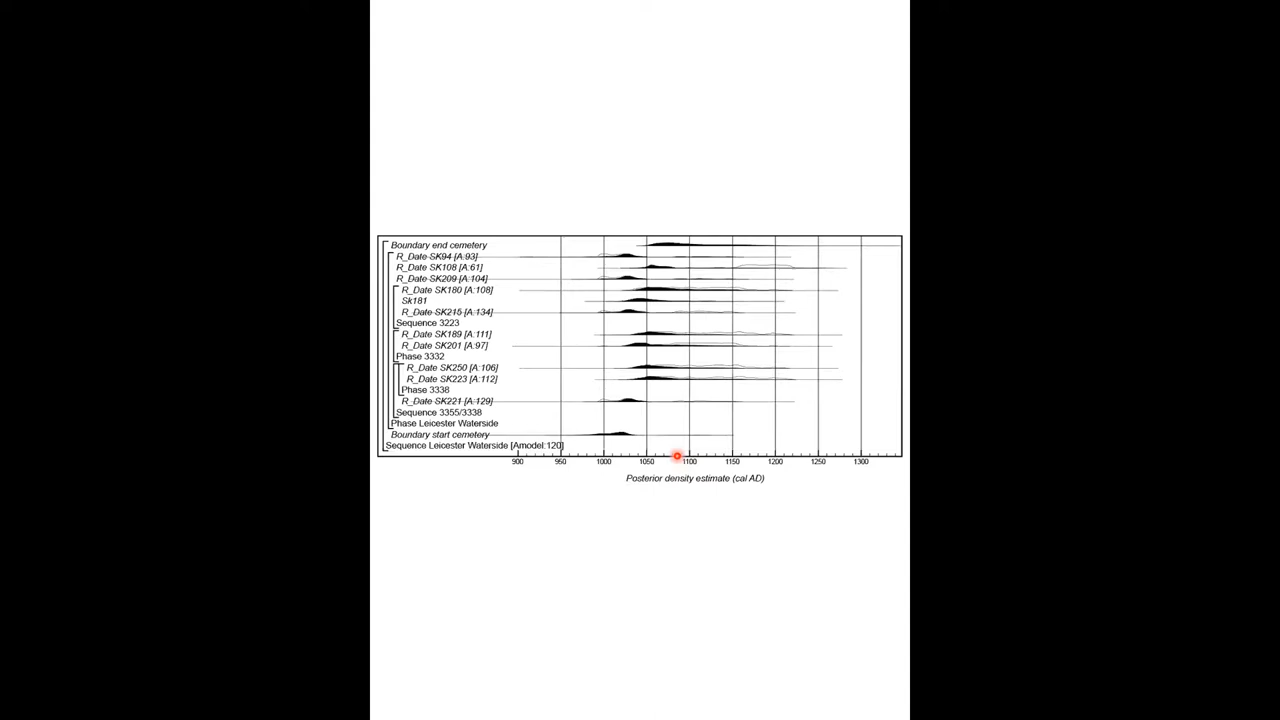 Boundary end cemetery
R_Date SK94 [A:93]
R_Date SK108 [A:61]
R_Date SK209 [A:104]
R_Date SK180 [A:108]
Sk181
R_Date SK215 [A:134]
Sequence 3223
R_Date SK189 [A:111]
R_Date SK201 [A:97]
Phase 3332
R_Date SK250 [A:106]
R_Date SK223 [A:112]
Phase 3338
R_Date SK221 [A:129]
Sequence 3355/3338
Phase Leicester Waterside
Boundary start cemetery
Sequence Leicester Waterside [Amodel:120]
900 950 1000 1050 1100 1150 1200 1250 1300
Posterior density estimate (cal AD)